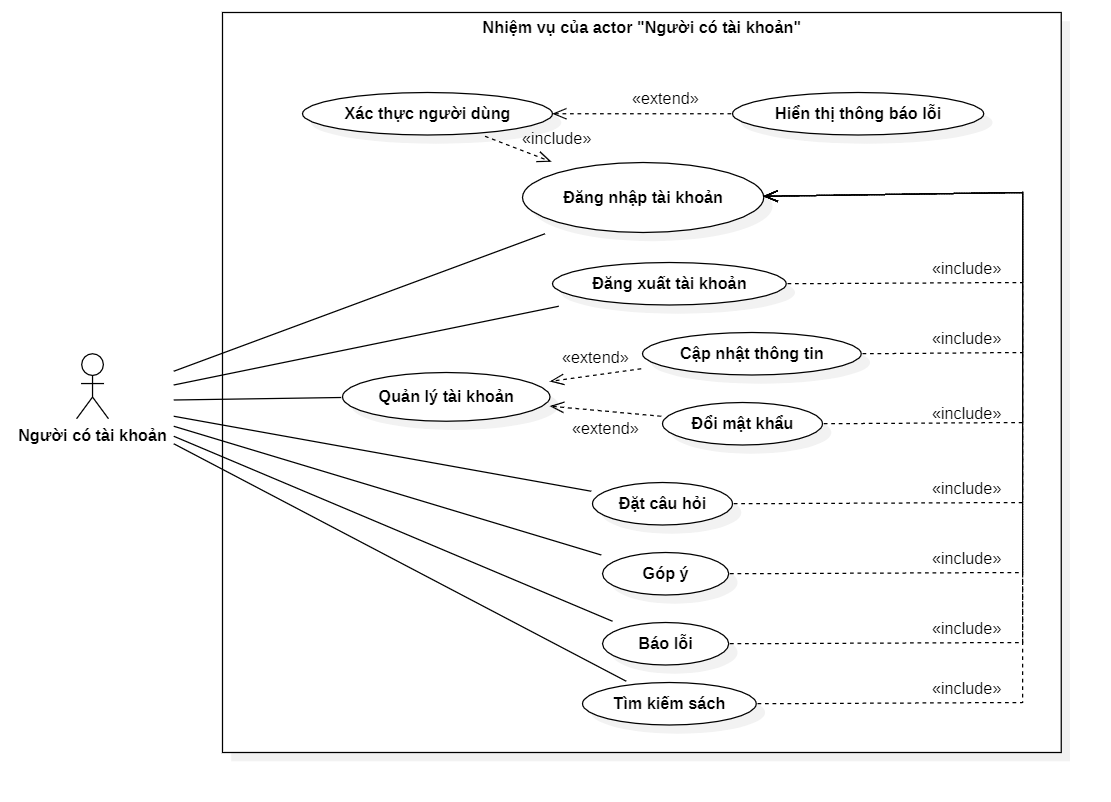 Nhiệm vụ của actor "Người có tài khoản"
Xác thực người dùng
«extend»
Hiển thị thông báo lỗi
«include»
Đăng nhập tài khoản
Đăng xuất tài khoản
«include»
Cập nhật thông tin
«extend»
«include»
Quản lý tài khoản
Đổi mật khẩu
«extend»
«include»
Người có tài khoản
Đặt câu hỏi
«include»
Góp ý
«include»
Báo lỗi
«include»
Tìm kiếm sách
«include»